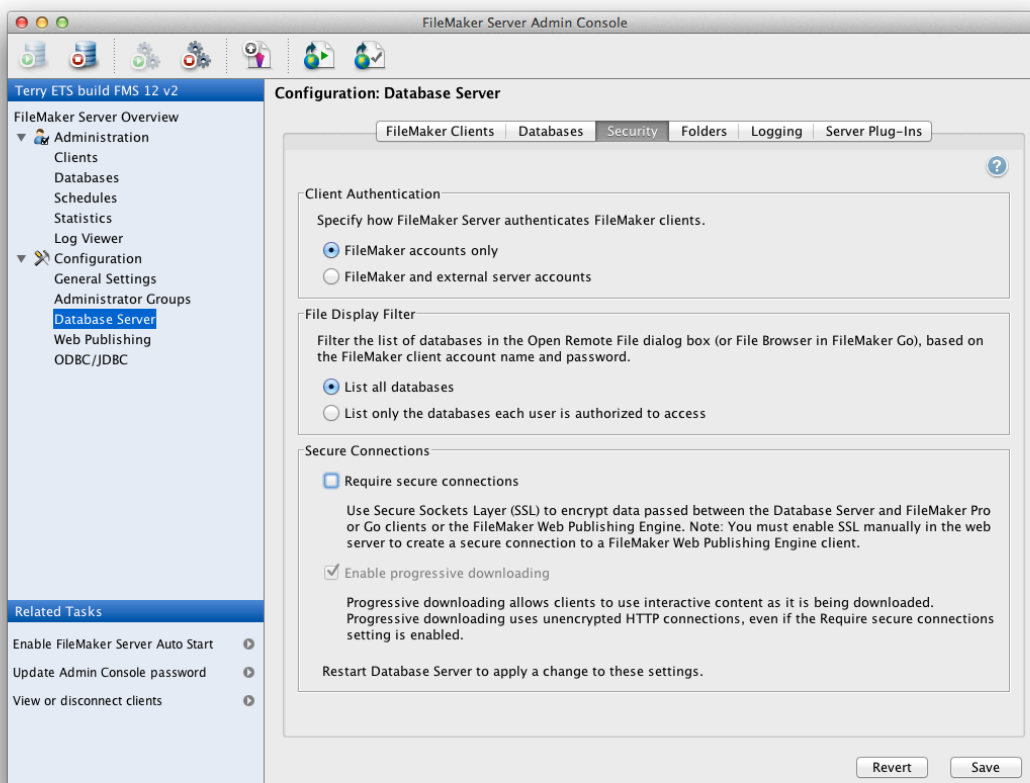 FileMaker Server Admin Console
Terry ETS build FMS 12 v2
FileMaker Server Overview
Administration
Clients
Databases
Schedules
Statistics
Log Viewer
Configuration
General Settings
Administrator Groups
Database Server
Web Publishing
ODBC/JDBC
Related Tasks
Enable FileMaker Server Auto Start
Update Admin Console password
View or disconnect clients
Configuration: Database Server
FileMaker Clients Databases Security Folders Logging Server Plug-Ins
?
Client Authentication
Specify how FileMaker Server authenticates FileMaker clients.
FileMaker accounts only
FileMaker and external server accounts
File Display Filter
Filter the list of databases in the Open Remote File dialog box (or File Browser in FileMaker Go), based on
the FileMaker client account name and password.
List all databases
List only the databases each user is authorized to access
Secure Connections
Require secure connections
Use Secure Sockets Layer (SSL) to encrypt data passed between the Database Server and FileMaker Pro
or Go clients or the FileMaker Web Publishing Engine. Note: You must enable SSL manually in the web
server to create a secure connection to a FileMaker Web Publishing Engine client.
Enable progressive downloading
Progressive downloading allows clients to use interactive content as it is being downloaded.
Progressive downloading uses unencrypted HTTP connections, even if the Require secure connections
setting is enabled.
Restart Database Server to apply a change to these settings.
Revert Save